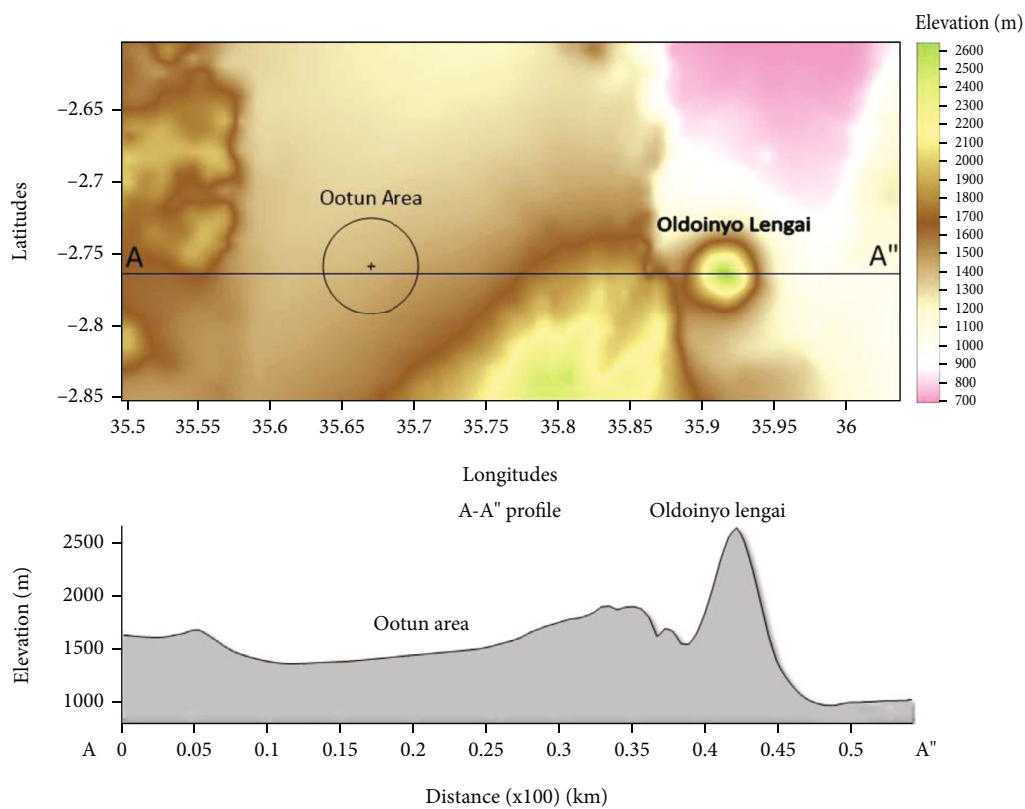 Elevation (m)
2600
2500
2400
2300
2200
2100
2000
1900
1800
1700
1600
1500
1400
1300
1200
1100
1000
900
800
700
Latitudes
−2.65
−2.7
−2.75
−2.8
−2.85
Ootun Area
Oldoinyo Lengai
A
A"
35.5 35.55 35.6 35.65 35.7 35.75 35.8 35.85 35.9 35.95 36
Longitudes
A-A" profile
Oldoinyo lengai
Elevation (m)
2500
2000
1500
1000
Ootun area
A 0 0.05 0.1 0.15 0.2 0.25 0.3 0.35 0.4 0.45 0.5 A"
Distance (x100) (km)